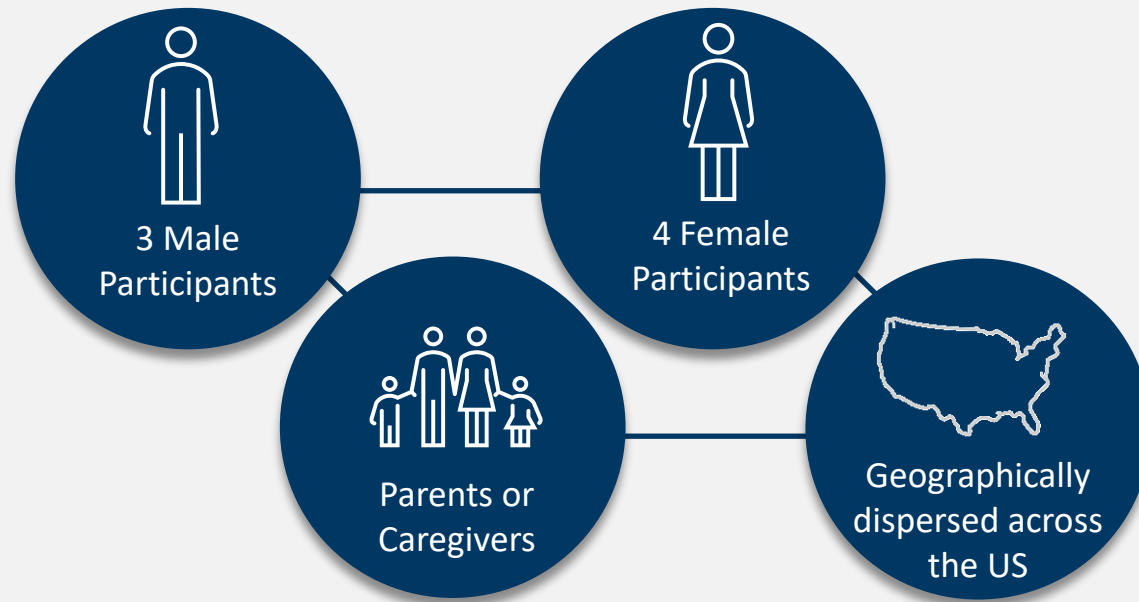 3 Male
Participants
4 Female
Participants
Parents or
Caregivers
Geographically
dispersed across
the US